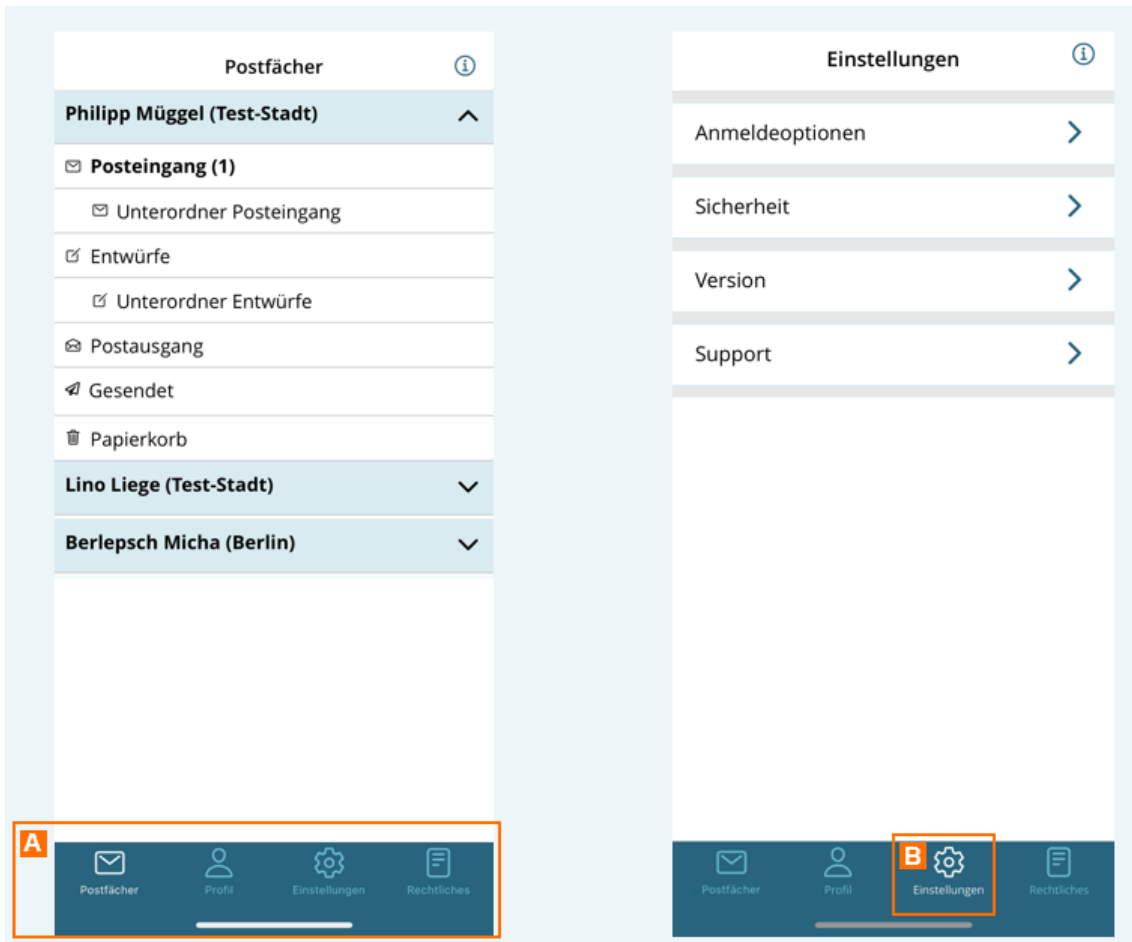 Postfächer
Philipp Müggel (Test-Stadt)
Posteingang (1)
Unterordner Posteingang
Entwürfe
Unterordner Entwürfe
Postausgang
Gesendet
Papierkorb
Lino Liege (Test-Stadt)
Berlepsch Micha (Berlin)
A
Postfächer Profil Einstellungen Rechtliches
Einstellungen
Anmeldeoptionen
Sicherheit
Version
Support
B
Postfächer Profil Einstellungen Rechtliches